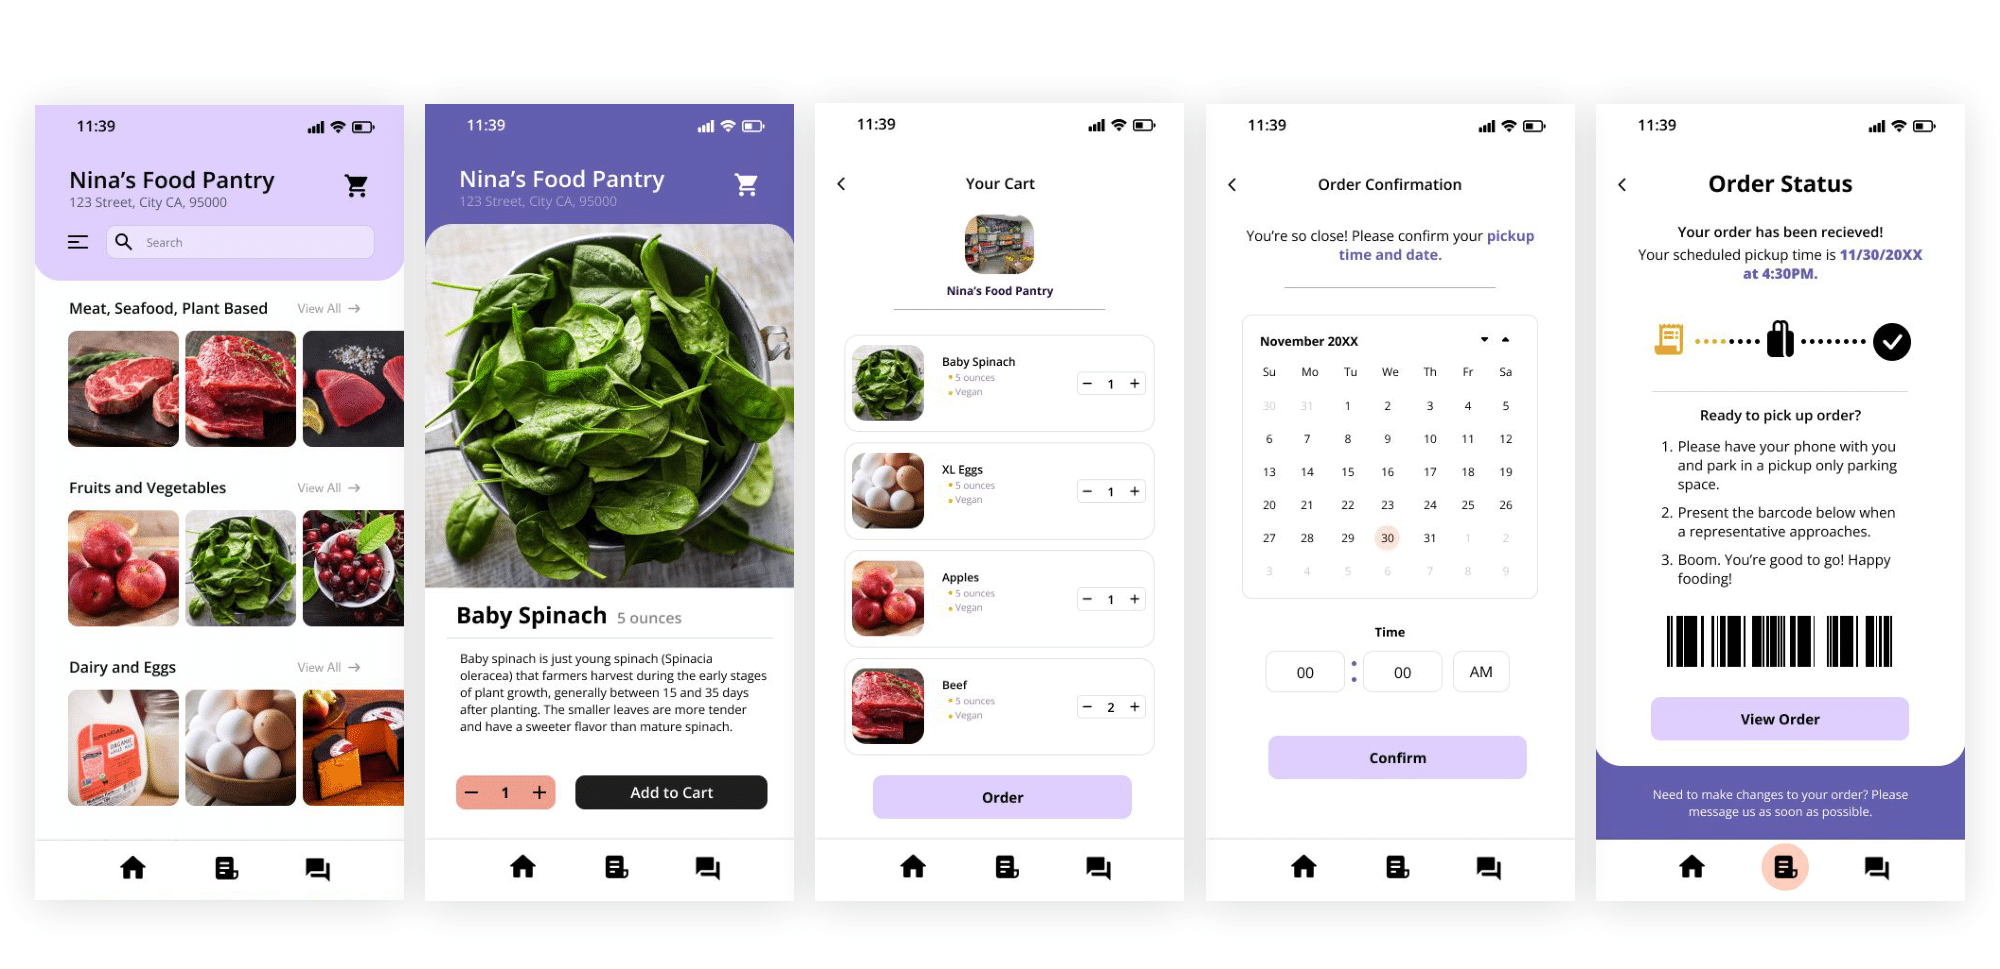 11:39
Nina's Food Pantry
123 Street, City CA, 95000
Search
Meat, Seafood, Plant Based
View All →
Fruits and Vegetables
View All →
Dairy and Eggs
View All →
ORGANIC
11:39
Nina's Food Pantry
123 Street, City CA, 95000
Baby Spinach 5 ounces
Baby spinach is just young spinach (Spinacia
oleracea) that farmers harvest during the early stages
of plant growth, generally between 15 and 35 days
after planting. The smaller leaves are more tender
and have a sweeter flavor than mature spinach.
− 1 +
Add to Cart
11:39
Your Cart
Nina's Food Pantry
Baby Spinach
5 ounces
Vegan
− 1 +
XL Eggs
5 ounces
Vegan
− 1 +
Apples
5 ounces
Vegan
− 1 +
Beef
5 ounces
Vegan
− 2 +
Order
11:39
Order Confirmation
You're so close! Please confirm your pickup
time and date.
November 20XX
Su Mo Tu We Th Fr Sa
30 31 1 2 3 4 5
6 7 8 9 10 11 12
13 14 15 16 17 18 19
20 21 22 23 24 25 26
27 28 29 30 31 1 2
3 4 5 6 7 8 9
Time
00 : 00 AM
Confirm
11:39
Order Status
Your order has been recieved!
Your scheduled pickup time is 11/30/20XX
at 4:30PM.
Ready to pick up order?
1. Please have your phone with you
and park in a pickup only parking
space.
2. Present the barcode below when
a representative approaches.
3. Boom. You're good to go! Happy
fooding!
View Order
Need to make changes to your order? Please
message us as soon as possible.